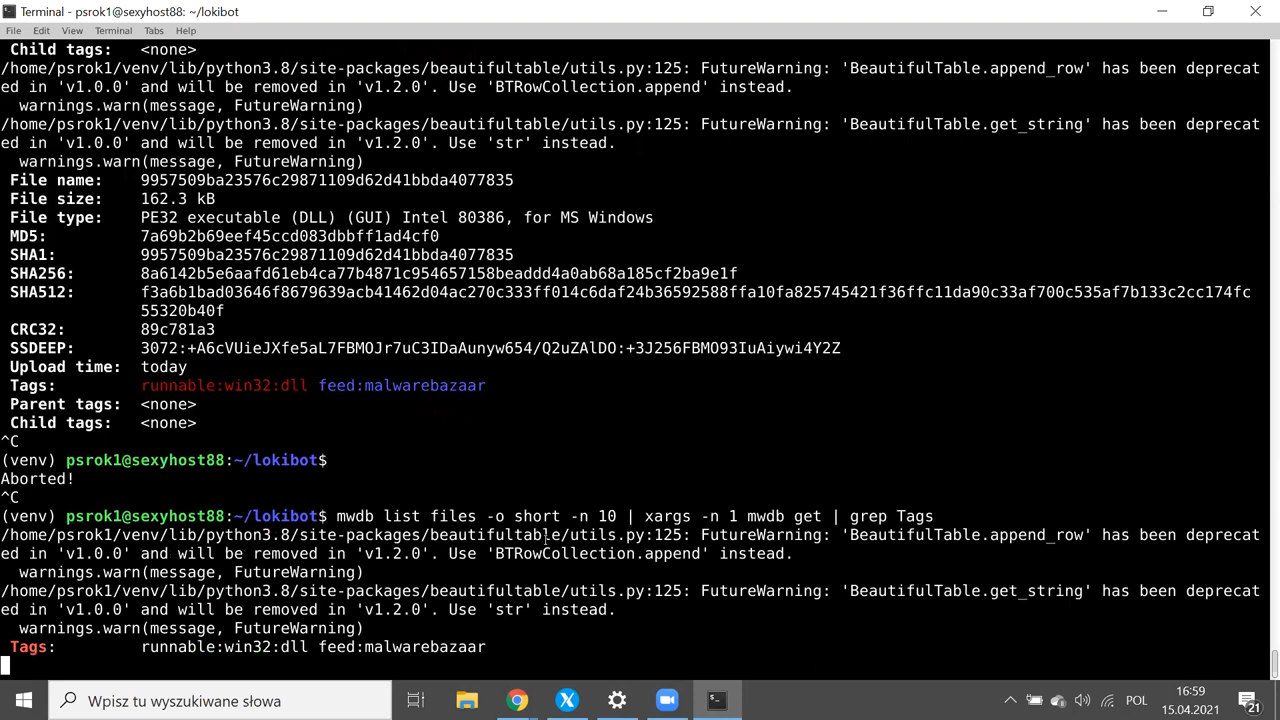 Terminal - psrok1@sexyhost88: ~/lokibot
File Edit View Terminal Tabs Help
Child tags: <none>
/home/psrok1/venv/lib/python3.8/site-packages/beautifultable/utils.py:125: FutureWarning: 'BeautifulTable.append_row' has been deprecat
ed in 'v1.0.0' and will be removed in 'v1.2.0'. Use 'BTRowCollection.append' instead.
warnings.warn(message, FutureWarning)
/home/psrok1/venv/lib/python3.8/site-packages/beautifultable/utils.py:125: FutureWarning: 'BeautifulTable.get_string' has been deprecat
ed in 'v1.0.0' and will be removed in 'v1.2.0'. Use 'str' instead.
warnings.warn(message, FutureWarning)
File name: 9957509ba23576c29871109d62d41bbda4077835
File size: 162.3 kB
File type: PE32 executable (DLL) (GUI) Intel 80386, for MS Windows
MD5: 7a69b2b69eef45ccd083dbbff1ad4cf0
SHA1: 9957509ba23576c29871109d62d41bbda4077835
SHA256: 8a6142b5e6aafd61eb4ca77b4871c954657158beaddd4a0ab68a185cf2ba9e1f
SHA512: f3a6b1bad03646f8679639acb41462d04ac270c333ff014c6daf24b36592588ffa10fa825745421f36ffc11da90c33af700c535af7b133c2cc174fc
55320b40f
CRC32: 89c781a3
SSDEEP: 3072:+A6cVUieJXfe5aL7FBMOJr7uC3IDaAunyw654/Q2uZAlDO:+3J256FBMO93IuAiywi4Y2Z
Upload time: today
Tags: runnable:win32:dll feed:malwarebazaar
Parent tags: <none>
Child tags: <none>
^C
(venv) psrok1@sexyhost88:~/lokibot$
Aborted!
^C
(venv) psrok1@sexyhost88:~/lokibot$ mwdb list files -o short -n 10 | xargs -n 1 mwdb get | grep Tags
/home/psrok1/venv/lib/python3.8/site-packages/beautifultable/utils.py:125: FutureWarning: 'BeautifulTable.append_row' has been deprecat
ed in 'v1.0.0' and will be removed in 'v1.2.0'. Use 'BTRowCollection.append' instead.
warnings.warn(message, FutureWarning)
/home/psrok1/venv/lib/python3.8/site-packages/beautifultable/utils.py:125: FutureWarning: 'BeautifulTable.get_string' has been deprecat
ed in 'v1.0.0' and will be removed in 'v1.2.0'. Use 'str' instead.
warnings.warn(message, FutureWarning)
Tags: runnable:win32:dll feed:malwarebazaar
Wpisz tu wyszukiwane słowa
POL
16:59
15.04.2021
21